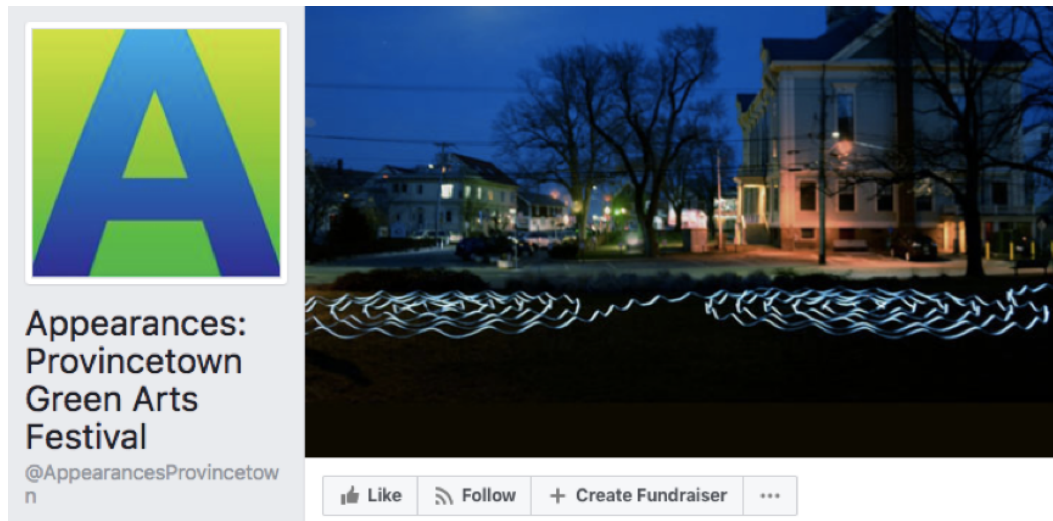 A
Appearances:
Provincetown
Green Arts
Festival
@AppearancesProvincetow
n
Like Follow + Create Fundraiser ...